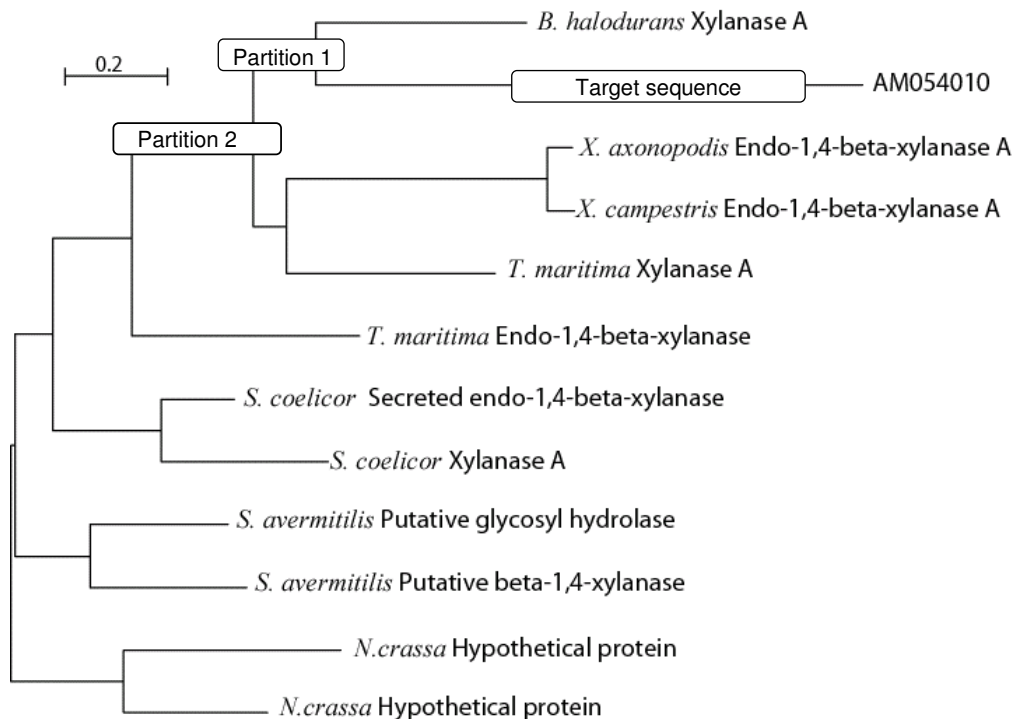 B. halodurans Xylanase A
Partition 1
0.2
Target sequence
AM054010
Partition 2
X. axonopodis Endo-1,4-beta-xylanase A
X. campestris Endo-1,4-beta-xylanase A
T. maritima Xylanase A
T. maritima Endo-1,4-beta-xylanase
S. coelicor Secreted endo-1,4-beta-xylanase
S. coelicor Xylanase A
S. avermitilis Putative glycosyl hydrolase
S. avermitilis Putative beta-1,4-xylanase
N.crassa Hypothetical protein
N.crassa Hypothetical protein